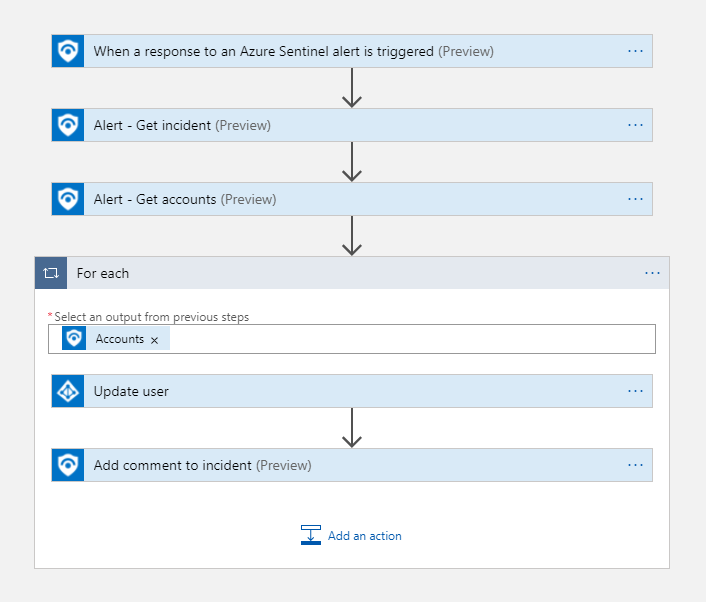 When a response to an Azure Sentinel alert is triggered (Preview)
Alert - Get incident (Preview)
Alert - Get accounts (Preview)
For each
*Select an output from previous steps
Accounts ×
Update user
Add comment to incident (Preview)
Add an action